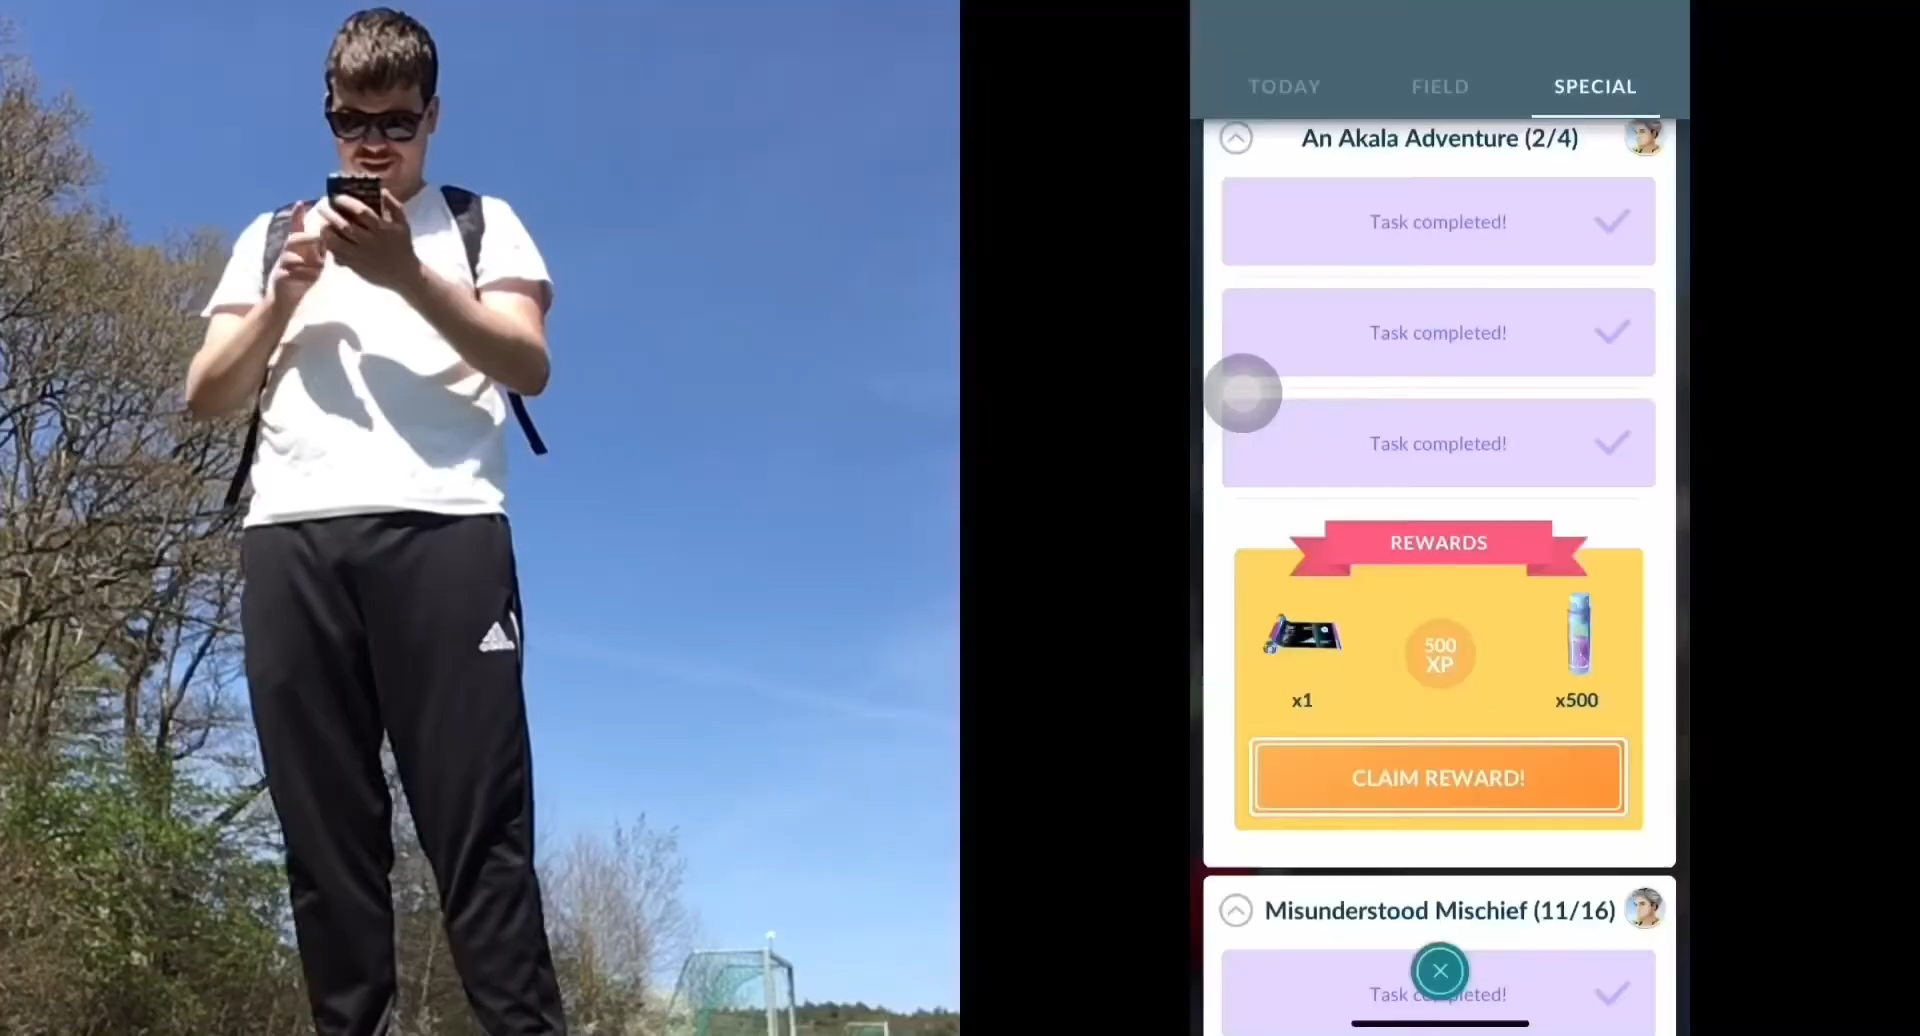 TODAY
FIELD
SPECIAL
An Akala Adventure (2/4)
Task completed!
Task completed!
Task completed!
REWARDS
500
XP
x1
x500
CLAIM REWARD!
Misunderstood Mischief (11/16)
Task completed!